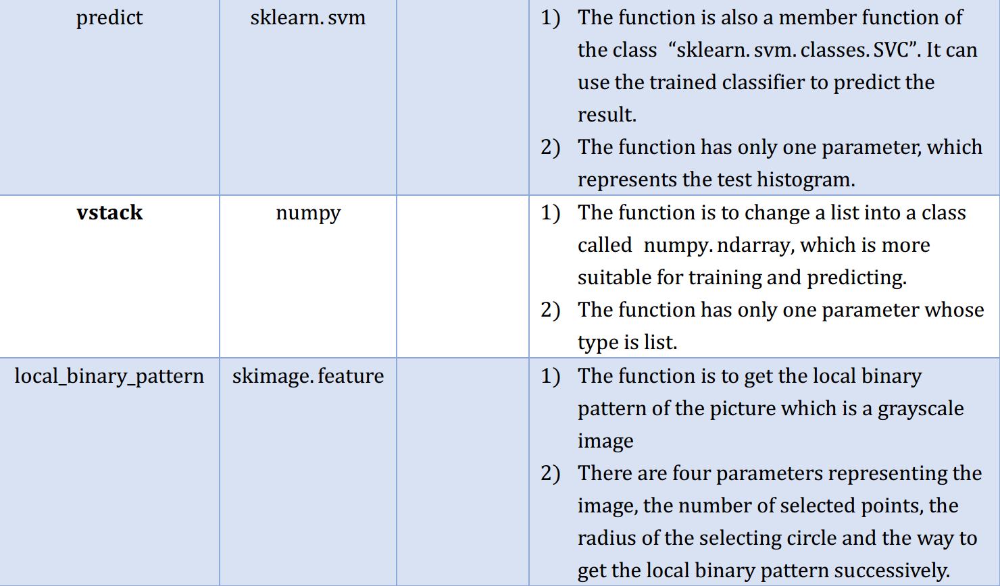 predict
sklearn. svm
1) The function is also a member function of
the class “sklearn. svm. classes. SVC”. It can
use the trained classifier to predict the
result.
2) The function has only one parameter, which
represents the test histogram.
vstack
numpy
1) The function is to change a list into a class
called numpy. ndarray, which is more
suitable for training and predicting.
2) The function has only one parameter whose
type is list.
local_binary_pattern
skimage. feature
1) The function is to get the local binary
pattern of the picture which is a grayscale
image
2) There are four parameters representing the
image, the number of selected points, the
radius of the selecting circle and the way to
get the local binary pattern successively.